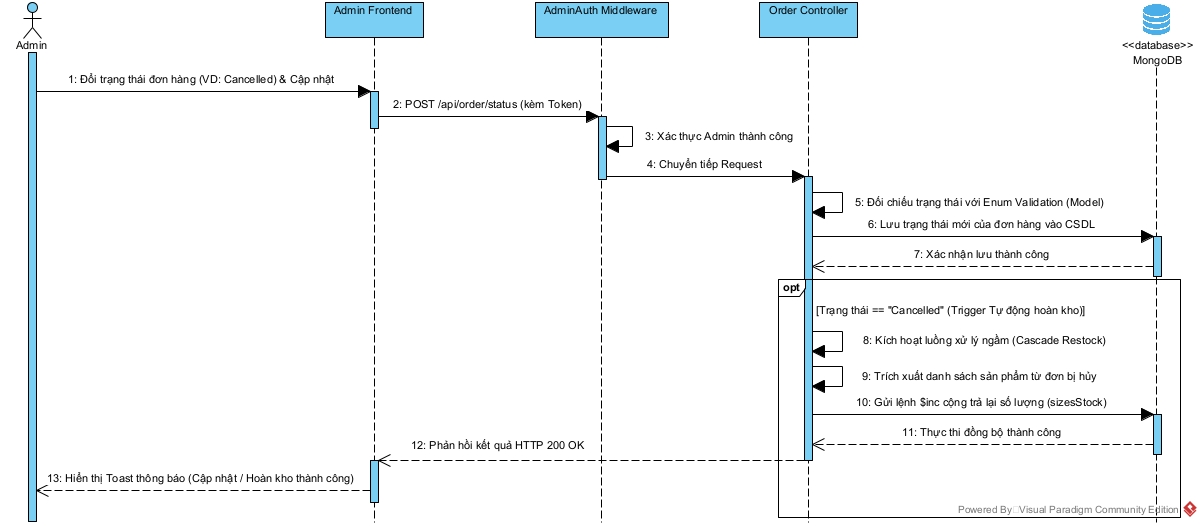 Admin Frontend
AdminAuth Middleware
Order Controller
Admin
<<database>>
MongoDB
1: Đổi trạng thái đơn hàng (VD: Cancelled) & Cập nhật
2: POST /api/order/status (kèm Token)
3: Xác thực Admin thành công
4: Chuyển tiếp Request
5: Đối chiếu trạng thái với Enum Validation (Model)
6: Lưu trạng thái mới của đơn hàng vào CSDL
7: Xác nhận lưu thành công
opt
[Trạng thái == "Cancelled" (Trigger Tự động hoàn kho)]
8: Kích hoạt luồng xử lý ngầm (Cascade Restock)
9: Trích xuất danh sách sản phẩm từ đơn bị hủy
10: Gửi lệnh $inc cộng trả lại số lượng (sizesStock)
11: Thực thi đồng bộ thành công
12: Phản hồi kết quả HTTP 200 OK
13: Hiển thị Toast thông báo (Cập nhật / Hoàn kho thành công)
Powered By Visual Paradigm Community Edition